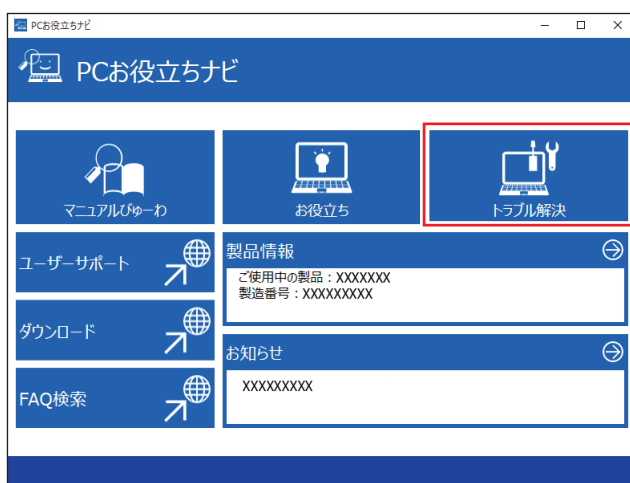 PCお役立ちナビ
PCお役立ちナビ
マニュアルびゅーわ
お役立ち
トラブル解決
ユーザーサポート
製品情報
ご使用中の製品：XXXXXXX
製造番号：XXXXXXXXX
ダウンロード
お知らせ
XXXXXXXXX
FAQ検索